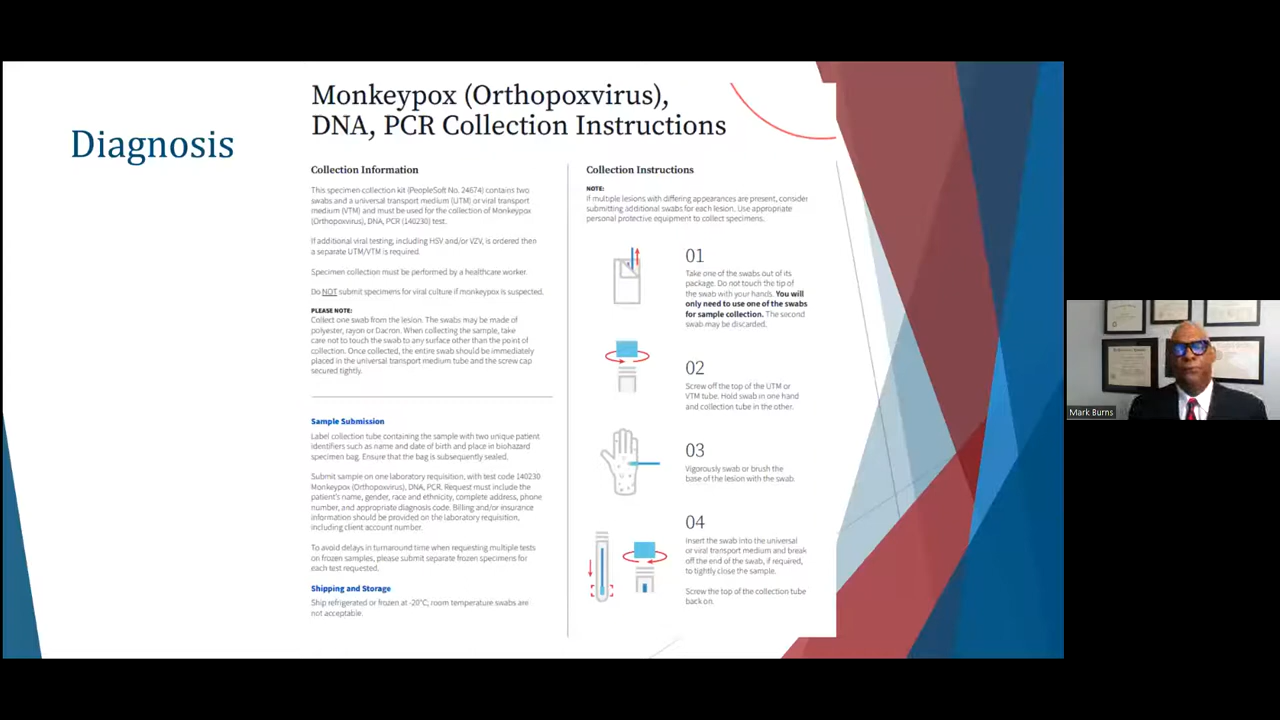 Diagnosis
Monkeypox (Orthopoxvirus),
DNA, PCR Collection Instructions
Collection Information
This specimen collection kit (PeopleSoft No. 24674) contains two
swabs and a universal transport medium (UTM) or viral transport
medium (VTM) and must be used for the collection of Monkeypox
(Orthopoxvirus), DNA, PCR (140230) test.
If additional viral testing, including HSV and/or VZV, is ordered then
a separate UTM/VTM is required.
Specimen collection must be performed by a healthcare worker.
Do NOT submit specimens for viral culture if monkeypox is suspected.
PLEASE NOTE:
Collect one swab from the lesion. The swabs may be made of
polyester, rayon or Dacron. When collecting the sample, take
care not to touch the swab to any surface other than the point of
collection. Once collected, the entire swab should be immediately
placed in the universal transport medium tube and the screw cap
secured tightly.
Sample Submission
Label collection tube containing the sample with two unique patient
identifiers such as name and date of birth and place in biohazard
specimen bag. Ensure that the bag is subsequently sealed.
Submit sample on one laboratory requisition, with test code 140230
Monkeypox (Orthopoxvirus), DNA, PCR. Request must include the
patient's name, gender, race and ethnicity, complete address, phone
number, and appropriate diagnosis code. Billing and/or insurance
information should be provided on the laboratory requisition,
including client account number.
To avoid delays in turnaround time when requesting multiple tests
on frozen samples, please submit separate frozen specimens for
each test requested.
Shipping and Storage
Ship refrigerated or frozen at -20°C; room temperature swabs are
not acceptable.
Collection Instructions
NOTE:
If multiple lesions with differing appearances are present, consider
submitting additional swabs for each lesion. Use appropriate
personal protective equipment to collect specimens.
01
Take one of the swabs out of its
package. Do not touch the tip of
the swab with your hands. You will
only need to use one of the swabs
for sample collection. The second
swab may be discarded.
02
Screw off the top of the UTM or
VTM tube. Hold swab in one hand
and collection tube in the other.
03
Vigorously swab or brush the
base of the lesion with the swab.
04
Insert the swab into the universal
or viral transport medium and break
off the end of the swab, if required,
to tightly close the sample.
Screw the top of the collection tube
back on.
Mark Burns